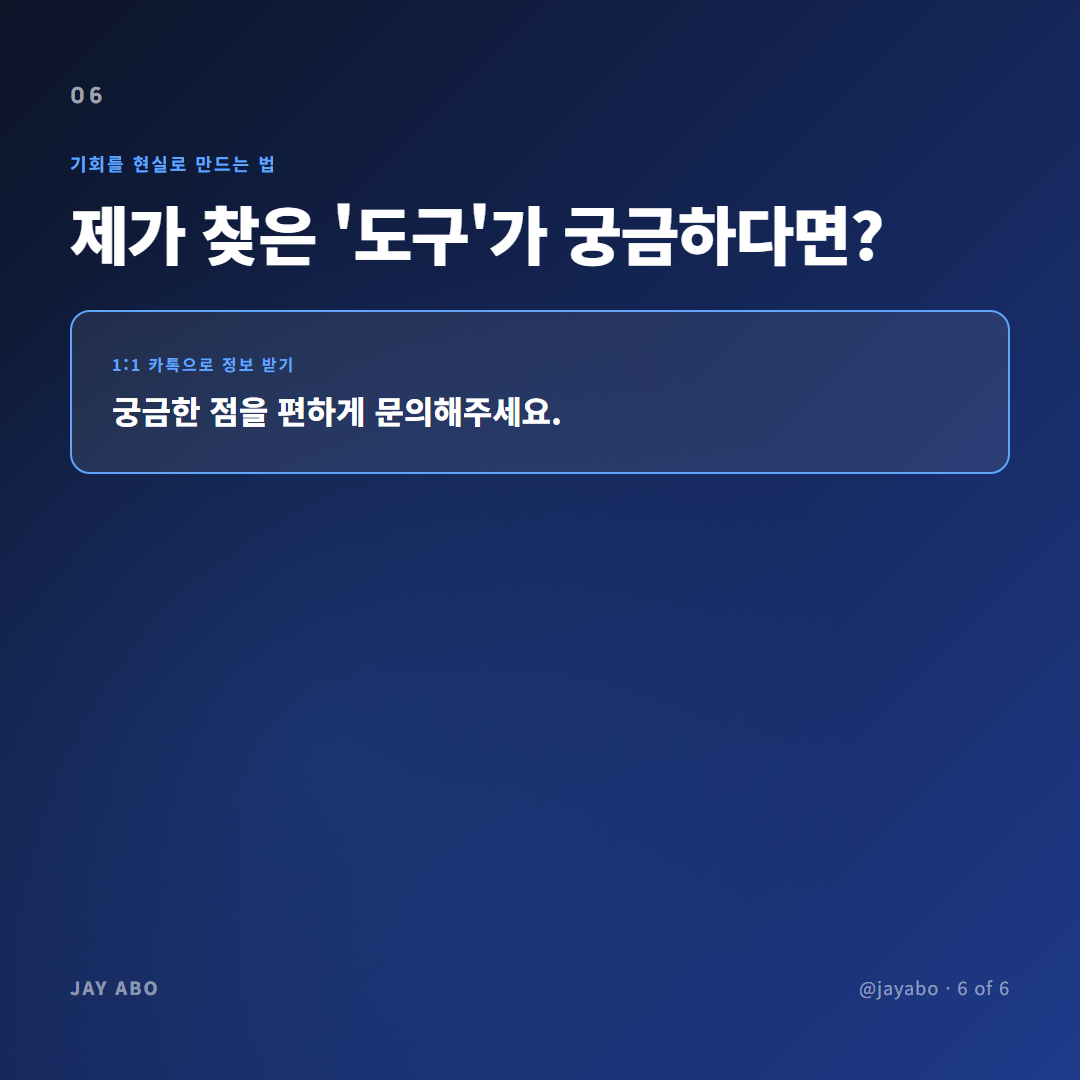 06
기회를 현실로 만드는 법
제가 찾은 '도구'가 궁금하다면?
1:1 카톡으로 정보 받기
궁금한 점을 편하게 문의해주세요.
JAY ABO
@jayabo · 6 of 6